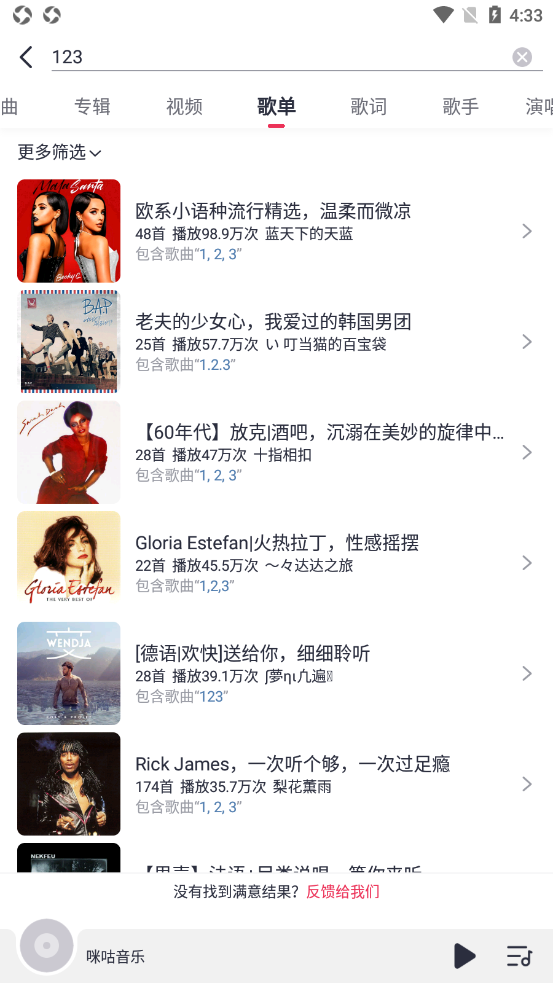 4:33
123
曲 专辑 视频 歌单 歌词 歌手 演唱
更多筛选
欧系小语种流行精选，温柔而微凉
48首 播放98.9万次 蓝天下的天蓝
包含歌曲“1, 2, 3”
老夫的少女心，我爱过的韩国男团
25首 播放57.7万次 い 叮当猫的百宝袋
包含歌曲“1.2.3”
【60年代】放克|酒吧，沉溺在美妙的旋律中...
28首 播放47万次 十指相扣
包含歌曲“1, 2, 3”
Gloria Estefan|火热拉丁，性感摇摆
22首 播放45.5万次 ～々达达之旅
包含歌曲“1,2,3”
[德语|欢快]送给你，细细聆听
28首 播放39.1万次
包含歌曲“123”
Rick James，一次听个够，一次过足瘾
174首 播放35.7万次 梨花薰雨
包含歌曲“1, 2, 3”
没有找到满意结果？反馈给我们
咪咕音乐
Becky G.
B.A.P
Sarah Dash
Gloria Estefan
THE VERY BEST OF
WENDJA
NEKFEU